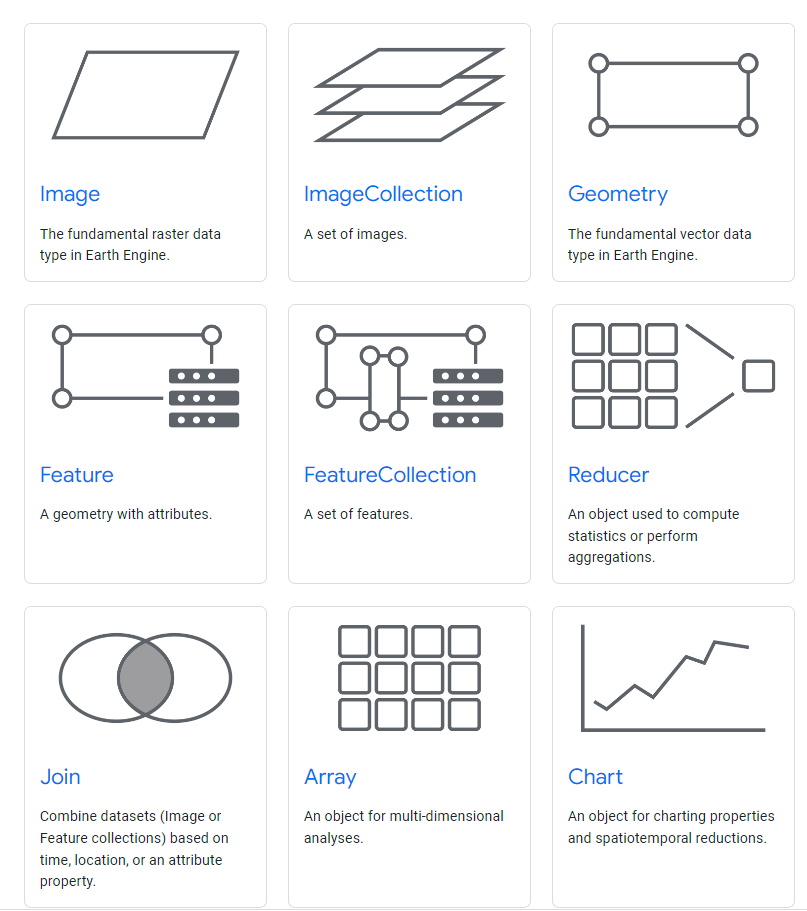 Image
The fundamental raster data
type in Earth Engine.
ImageCollection
A set of images.
Geometry
The fundamental vector data
type in Earth Engine.
Feature
A geometry with attributes.
FeatureCollection
A set of features.
Reducer
An object used to compute
statistics or perform
aggregations.
Join
Combine datasets (Image or
Feature collections) based on
time, location, or an attribute
property.
Array
An object for multi-dimensional
analyses.
Chart
An object for charting properties
and spatiotemporal reductions.